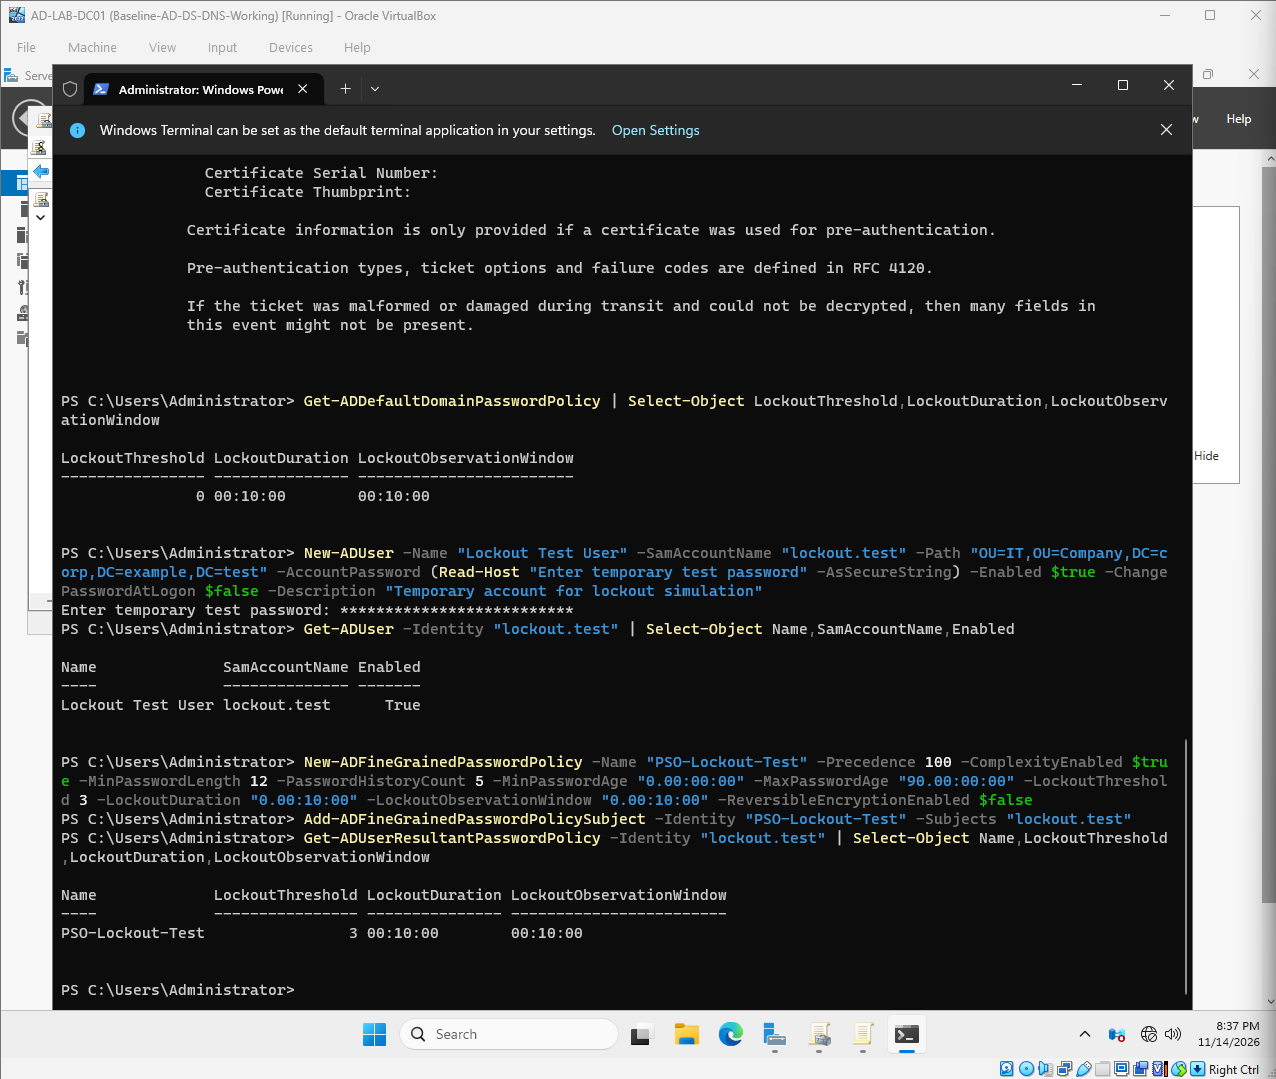 AD-LAB-DC01 (Baseline-AD-DS-DNS-Working) [Running] - Oracle VirtualBox
File Machine View Input Devices Help
Serve
Administrator: Windows Powe
Help
Windows Terminal can be set as the default terminal application in your settings. Open Settings
Certificate Serial Number:
Certificate Thumbprint:
Certificate information is only provided if a certificate was used for pre-authentication.
Pre-authentication types, ticket options and failure codes are defined in RFC 4120.
If the ticket was malformed or damaged during transit and could not be decrypted, then many fields in
this event might not be present.
PS C:\Users\Administrator> Get-ADDefaultDomainPasswordPolicy | Select-Object LockoutThreshold,LockoutDuration,LockoutObserv
ationWindow
LockoutThreshold LockoutDuration LockoutObservationWindow
---------------- --------------- ------------------------
0 00:10:00 00:10:00
Hide
PS C:\Users\Administrator> New-ADUser -Name "Lockout Test User" -SamAccountName "lockout.test" -Path "OU=IT,OU=Company,DC=c
orp,DC=example,DC=test" -AccountPassword (Read-Host "Enter temporary test password" -AsSecureString) -Enabled $true -Change
PasswordAtLogon $false -Description "Temporary account for lockout simulation"
Enter temporary test password: **************************
PS C:\Users\Administrator> Get-ADUser -Identity "lockout.test" | Select-Object Name,SamAccountName,Enabled
Name SamAccountName Enabled
---- -------------- -------
Lockout Test User lockout.test True
PS C:\Users\Administrator> New-ADFineGrainedPasswordPolicy -Name "PSO-Lockout-Test" -Precedence 100 -ComplexityEnabled $tru
e -MinPasswordLength 12 -PasswordHistoryCount 5 -MinPasswordAge "0.00:00:00" -MaxPasswordAge "90.00:00:00" -LockoutThreshol
d 3 -LockoutDuration "0.00:10:00" -LockoutObservationWindow "0.00:10:00" -ReversibleEncryptionEnabled $false
PS C:\Users\Administrator> Add-ADFineGrainedPasswordPolicySubject -Identity "PSO-Lockout-Test" -Subjects "lockout.test"
PS C:\Users\Administrator> Get-ADUserResultantPasswordPolicy -Identity "lockout.test" | Select-Object Name,LockoutThreshold
,LockoutDuration,LockoutObservationWindow
Name LockoutThreshold LockoutDuration LockoutObservationWindow
---- ---------------- --------------- ------------------------
PSO-Lockout-Test 3 00:10:00 00:10:00
PS C:\Users\Administrator>
Search
8:37 PM
11/14/2026
Right Ctrl